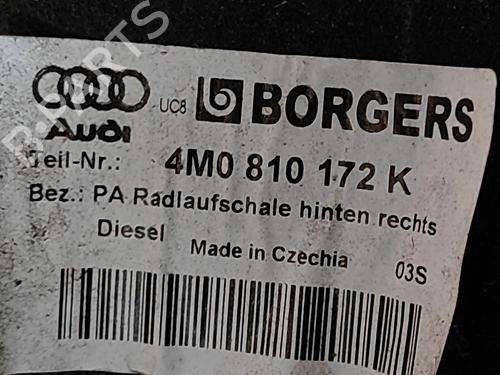 UC8 BORGERS
Audi
Teil-Nr.: 4M0 810 172 K
Bez.: PA Radlaufschale hinten rechts
Diesel Made in Czechia 03S